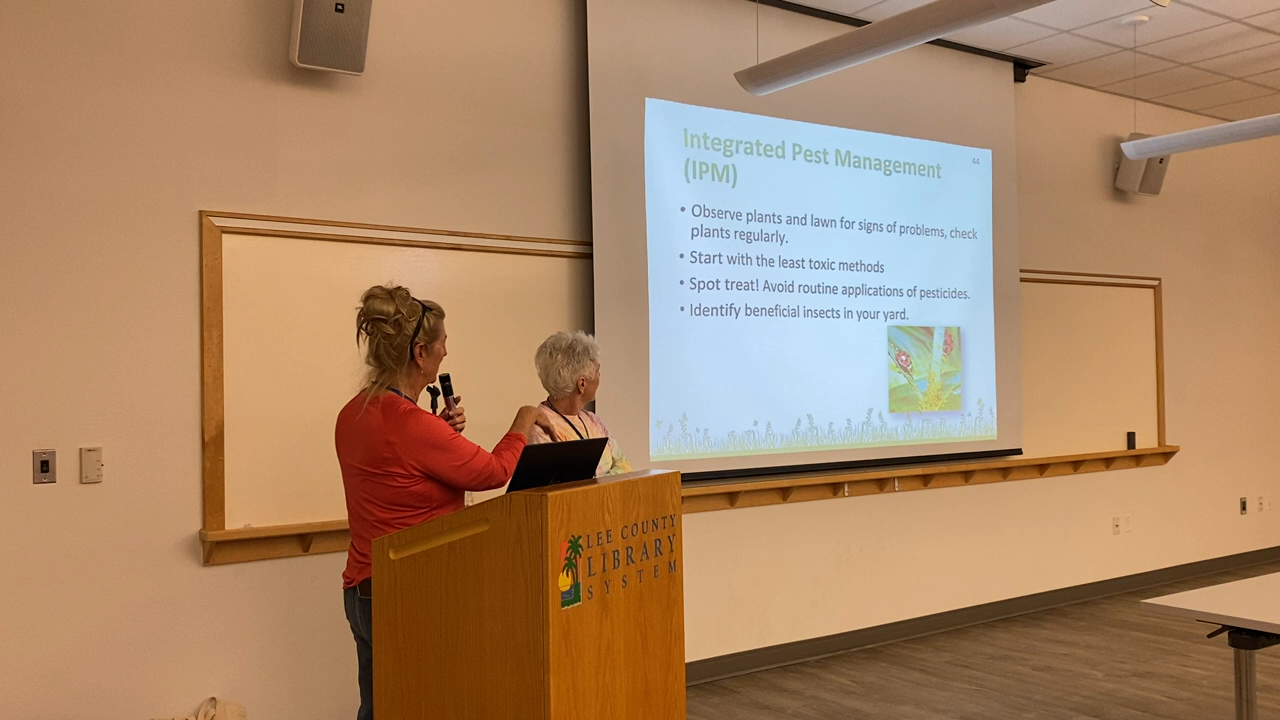 JBL
Integrated Pest Management
(IPM)
44
• Observe plants and lawn for signs of problems, check
plants regularly.
• Start with the least toxic methods
• Spot treat! Avoid routine applications of pesticides.
• Identify beneficial insects in your yard.
LEE COUNTY
LIBRARY
SYSTEM